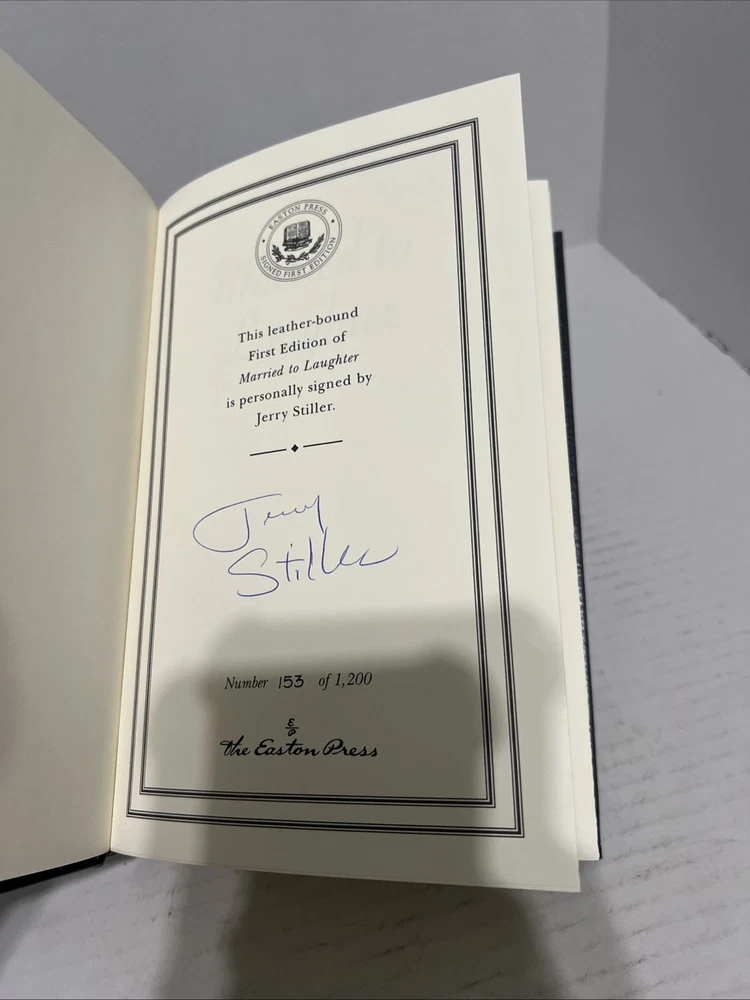 EASTON PRESS
SIGNED FIRST EDITION
This leather-bound
First Edition of
Married to Laughter
is personally signed by
Jerry Stiller.
Jerry
Stiller
Number 153 of 1,200
E/P
the Easton Press